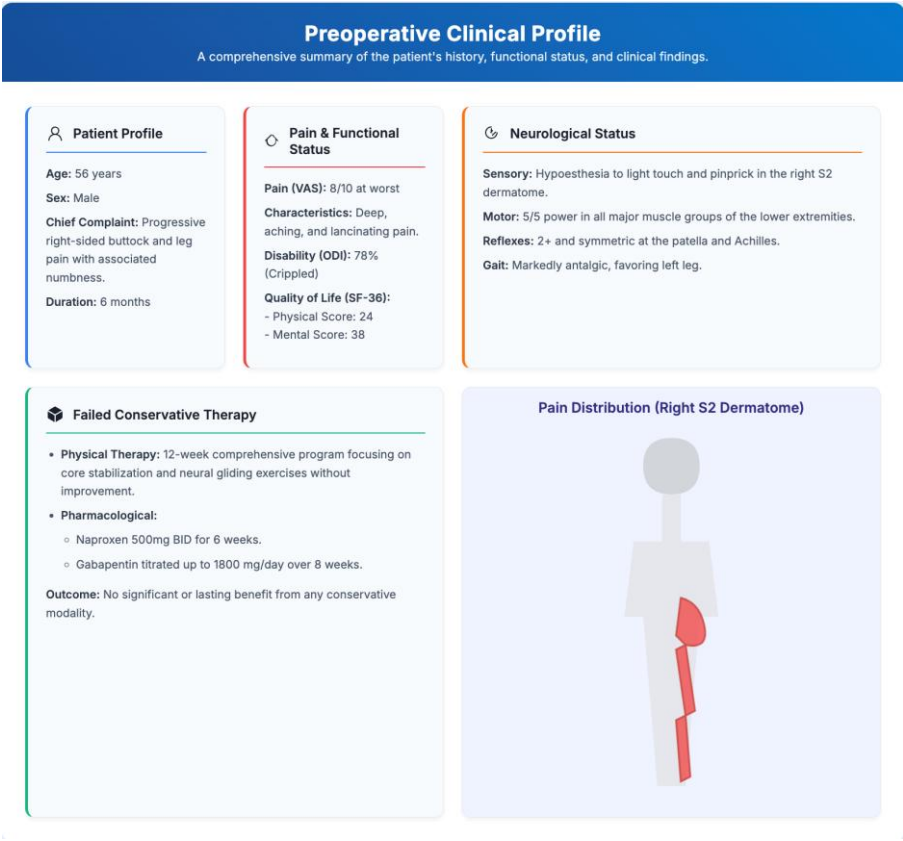 Preoperative Clinical Profile
A comprehensive summary of the patient's history, functional status, and clinical findings.
Patient Profile
Age: 56 years
Sex: Male
Chief Complaint: Progressive
right-sided buttock and leg
pain with associated
numbness.
Duration: 6 months
Pain & Functional
Status
Pain (VAS): 8/10 at worst
Characteristics: Deep,
aching, and lancinating pain.
Disability (ODI): 78%
(Crippled)
Quality of Life (SF-36):
- Physical Score: 24
- Mental Score: 38
Neurological Status
Sensory: Hypoesthesia to light touch and pinprick in the right S2
dermatome.
Motor: 5/5 power in all major muscle groups of the lower extremities.
Reflexes: 2+ and symmetric at the patella and Achilles.
Gait: Markedly antalgic, favoring left leg.
Failed Conservative Therapy
• Physical Therapy: 12-week comprehensive program focusing on
core stabilization and neural gliding exercises without
improvement.
• Pharmacological:
○ Naproxen 500mg BID for 6 weeks.
○ Gabapentin titrated up to 1800 mg/day over 8 weeks.
Outcome: No significant or lasting benefit from any conservative
modality.
Pain Distribution (Right S2 Dermatome)